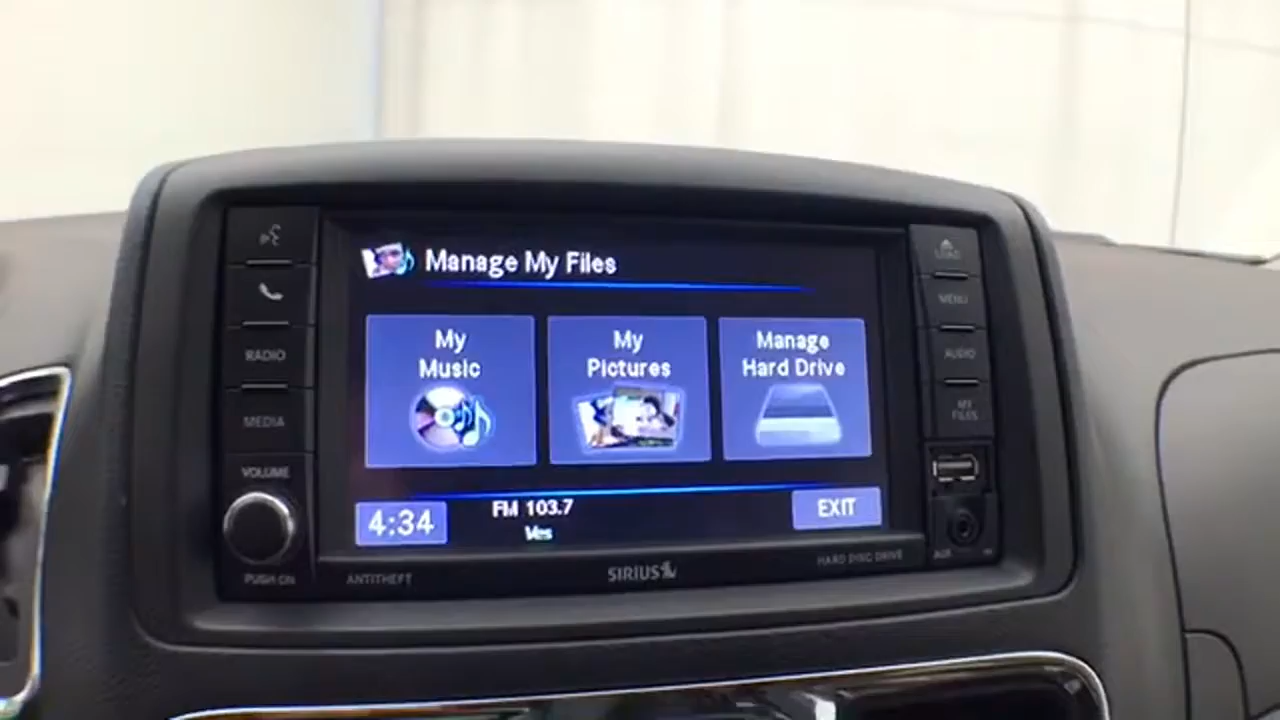 Manage My Files
My
Music
My
Pictures
Manage
Hard Drive
4:34
FM 103.7
EXIT
RADIO
MEDIA
VOLUME
PUSH ON
ANTITHEFT
SIRIUS
HARD DISC DRIVE
LOAD
MENU
AUDIO
MY
FILES
AUX